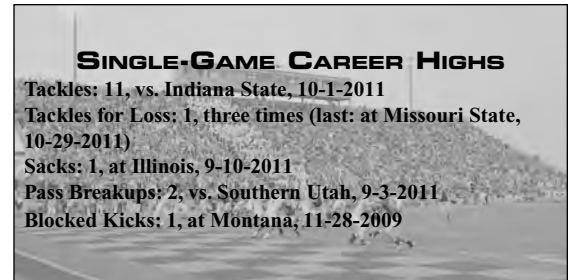 SINGLE-GAME CAREER HIGHS
Tackles: 11, vs. Indiana State, 10-1-2011
Tackles for Loss: 1, three times (last: at Missouri State,
10-29-2011)
Sacks: 1, at Illinois, 9-10-2011
Pass Breakups: 2, vs. Southern Utah, 9-3-2011
Blocked Kicks: 1, at Montana, 11-28-2009